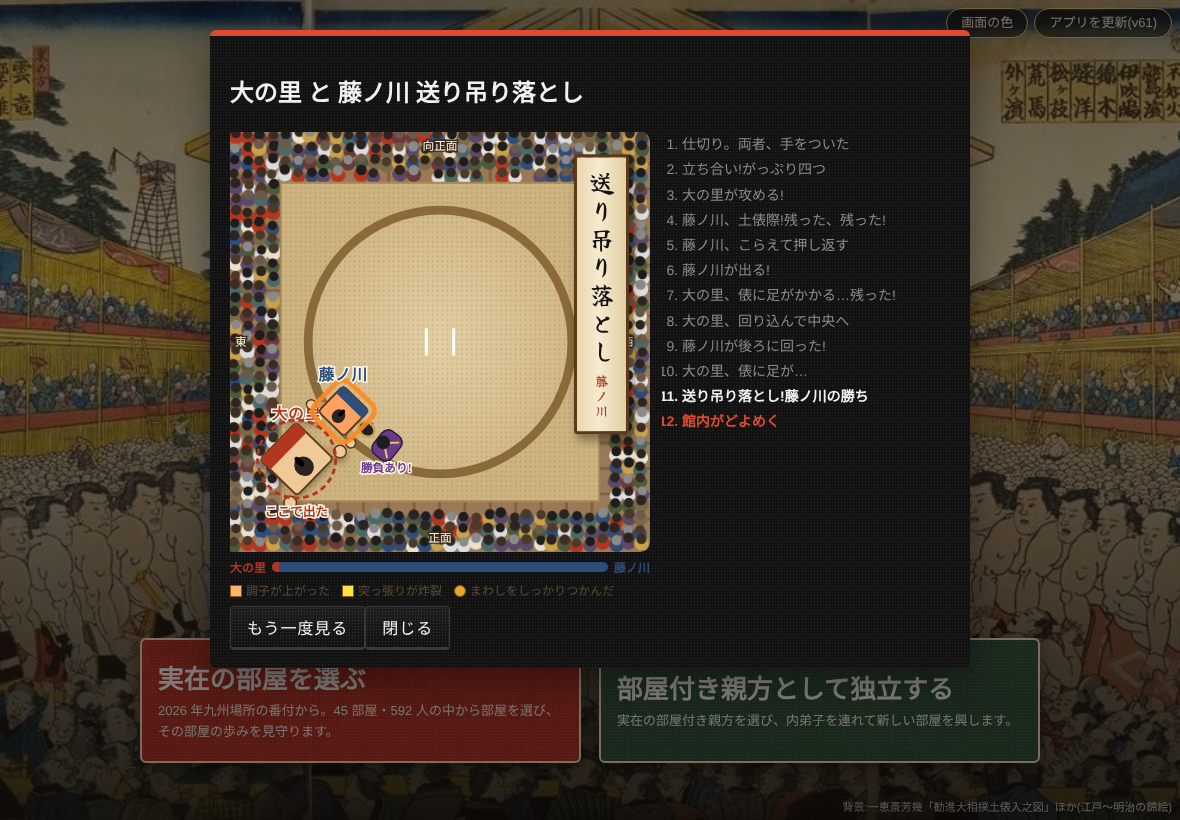 画面の色
アプリを更新(v61)
大の里 と 藤ノ川 送り吊り落とし
向正面
東
藤ノ川
大の里
勝負あり!
ここで出た
正面
送り吊り落とし
藤ノ川
1. 仕切り。両者、手をついた
2. 立ち合い!がっぷり四つ
3. 大の里が攻める!
4. 藤ノ川、土俵際!残った、残った!
5. 藤ノ川、こらえて押し返す
6. 藤ノ川が出る!
7. 大の里、俵に足がかかる…残った!
8. 大の里、回り込んで中央へ
9. 藤ノ川が後ろに回った!
10. 大の里、俵に足が…
11. 送り吊り落とし!藤ノ川の勝ち
12. 館内がどよめく
大の里
藤ノ川
調子が上がった
突っ張りが炸裂
まわしをしっかりつかんだ
もう一度見る
閉じる
実在の部屋を選ぶ
2026 年九州場所の番付から。45 部屋・592 人の中から部屋を選び、
その部屋の歩みを見守ります。
部屋付き親方として独立する
実在の部屋付き親方を選び、内弟子を連れて新しい部屋を興します。
背景:一恵斎芳幾「勧進大相撲土俵入之図」ほか(江戸〜明治の錦絵)